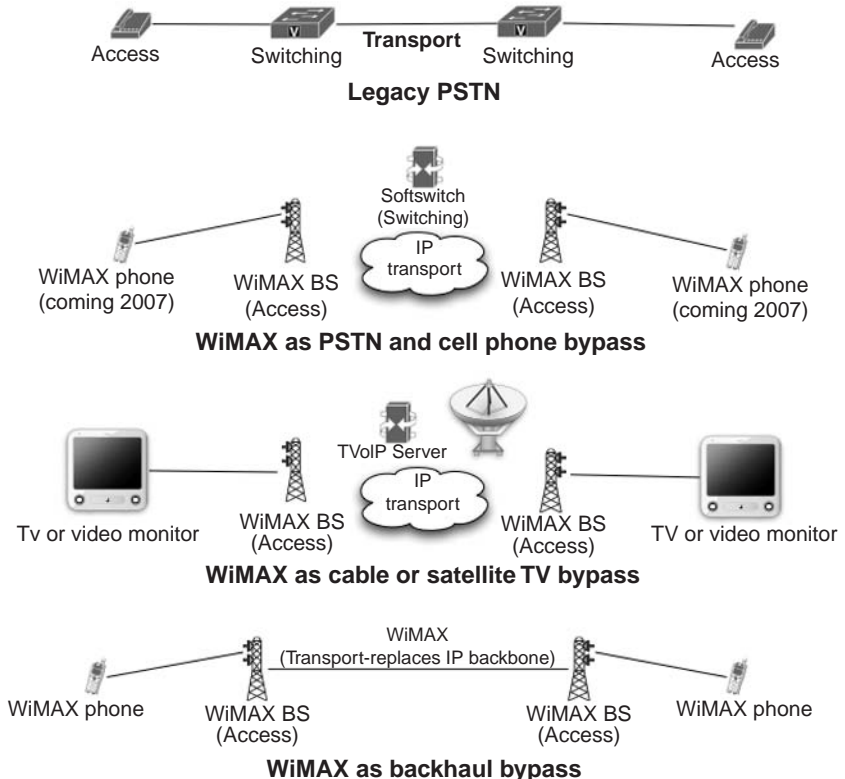 Access
Switching
Transport
Switching
Access
V
V
Legacy PSTN
Softswitch
(Switching)
IP
transport
WiMAX phone
(coming 2007)
WiMAX BS
(Access)
WiMAX BS
(Access)
WiMAX phone
(coming 2007)
WiMAX as PSTN and cell phone bypass
TVoIP Server
IP
transport
Tv or video monitor
WiMAX BS
(Access)
WiMAX BS
(Access)
TV or video monitor
WiMAX as cable or satellite TV bypass
WiMAX
(Transport-replaces IP backbone)
WiMAX phone
WiMAX BS
(Access)
WiMAX BS
(Access)
WiMAX phone
WiMAX as backhaul bypass